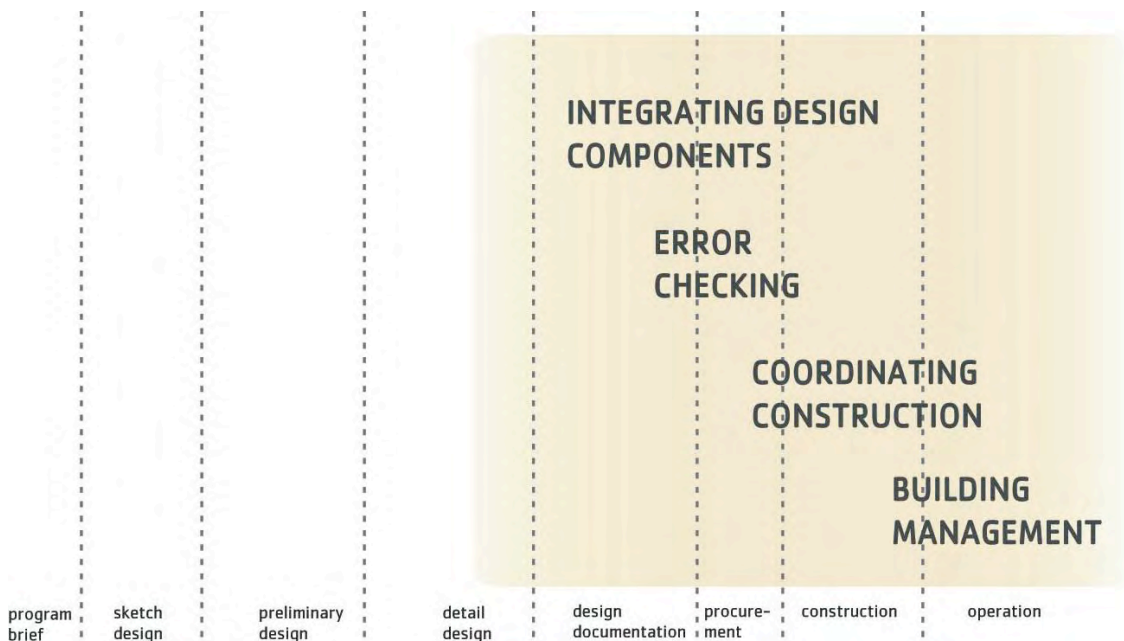 INTEGRATING DESIGN
COMPONENTS
ERROR
CHECKING
COORDINATING
CONSTRUCTION
BUILDING
MANAGEMENT
program
brief
sketch
design
preliminary
design
detail
design
design
documentation
procure-
ment
construction
operation